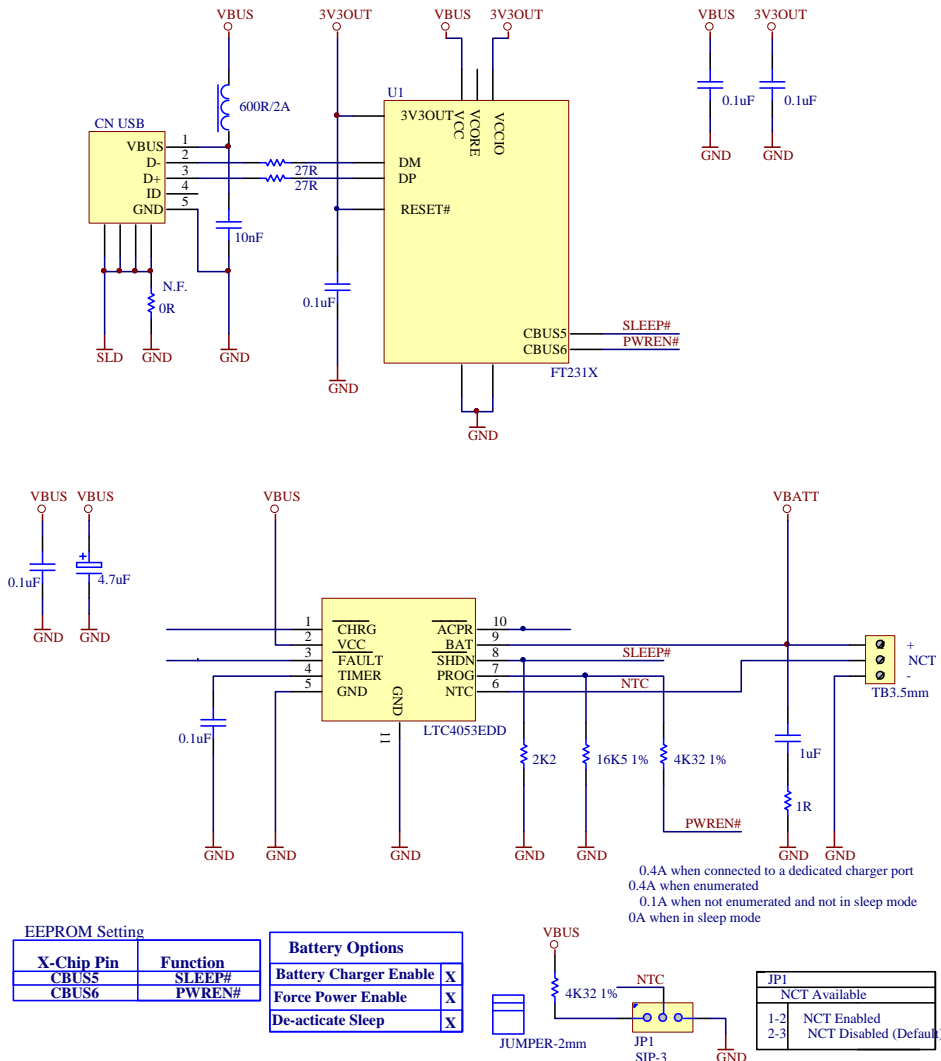 VBUS 3V3OUT VBUS 3V3OUT VBUS 3V3OUT
600R/2A
U1
0.1uF 0.1uF
3V3OUT
VCC
VCORE
VCCIO
CN USB
VBUS 1
D- 2
D+ 3
ID 4
GND 5
27R
27R
DM
DP
RESET#
GND GND
10nF
N.F.
0R
0.1uF
CBUS5 SLEEP#
CBUS6 PWREN#
SLD GND GND
FT231X
GND
GND
VBUS VBUS VBUS VBATT
0.1uF
+
4.7uF
GND GND
1 CHRG ACPR 10
2 VCC BAT 9
3 FAULT SHDN 8 SLEEP#
4 TIMER PROG 7
5 GND NTC 6 NTC
GND
11
LTC4053EDD
+
NCT
-
TB3.5mm
0.1uF
2K2 16K5 1% 4K32 1%
1uF
1R
PWREN#
GND GND GND GND GND GND GND
0.4A when connected to a dedicated charger port
0.4A when enumerated
0.1A when not enumerated and not in sleep mode
0A when in sleep mode
EEPROM Setting
X-Chip Pin Function
CBUS5 SLEEP#
CBUS6 PWREN#
Battery Options
Battery Charger Enable X
Force Power Enable X
De-acticate Sleep X
VBUS
4K32 1%
NTC
JUMPER-2mm
JP1
SIP-3
GND
JP1
NCT Available
1-2 NCT Enabled
2-3 NCT Disabled (Default)